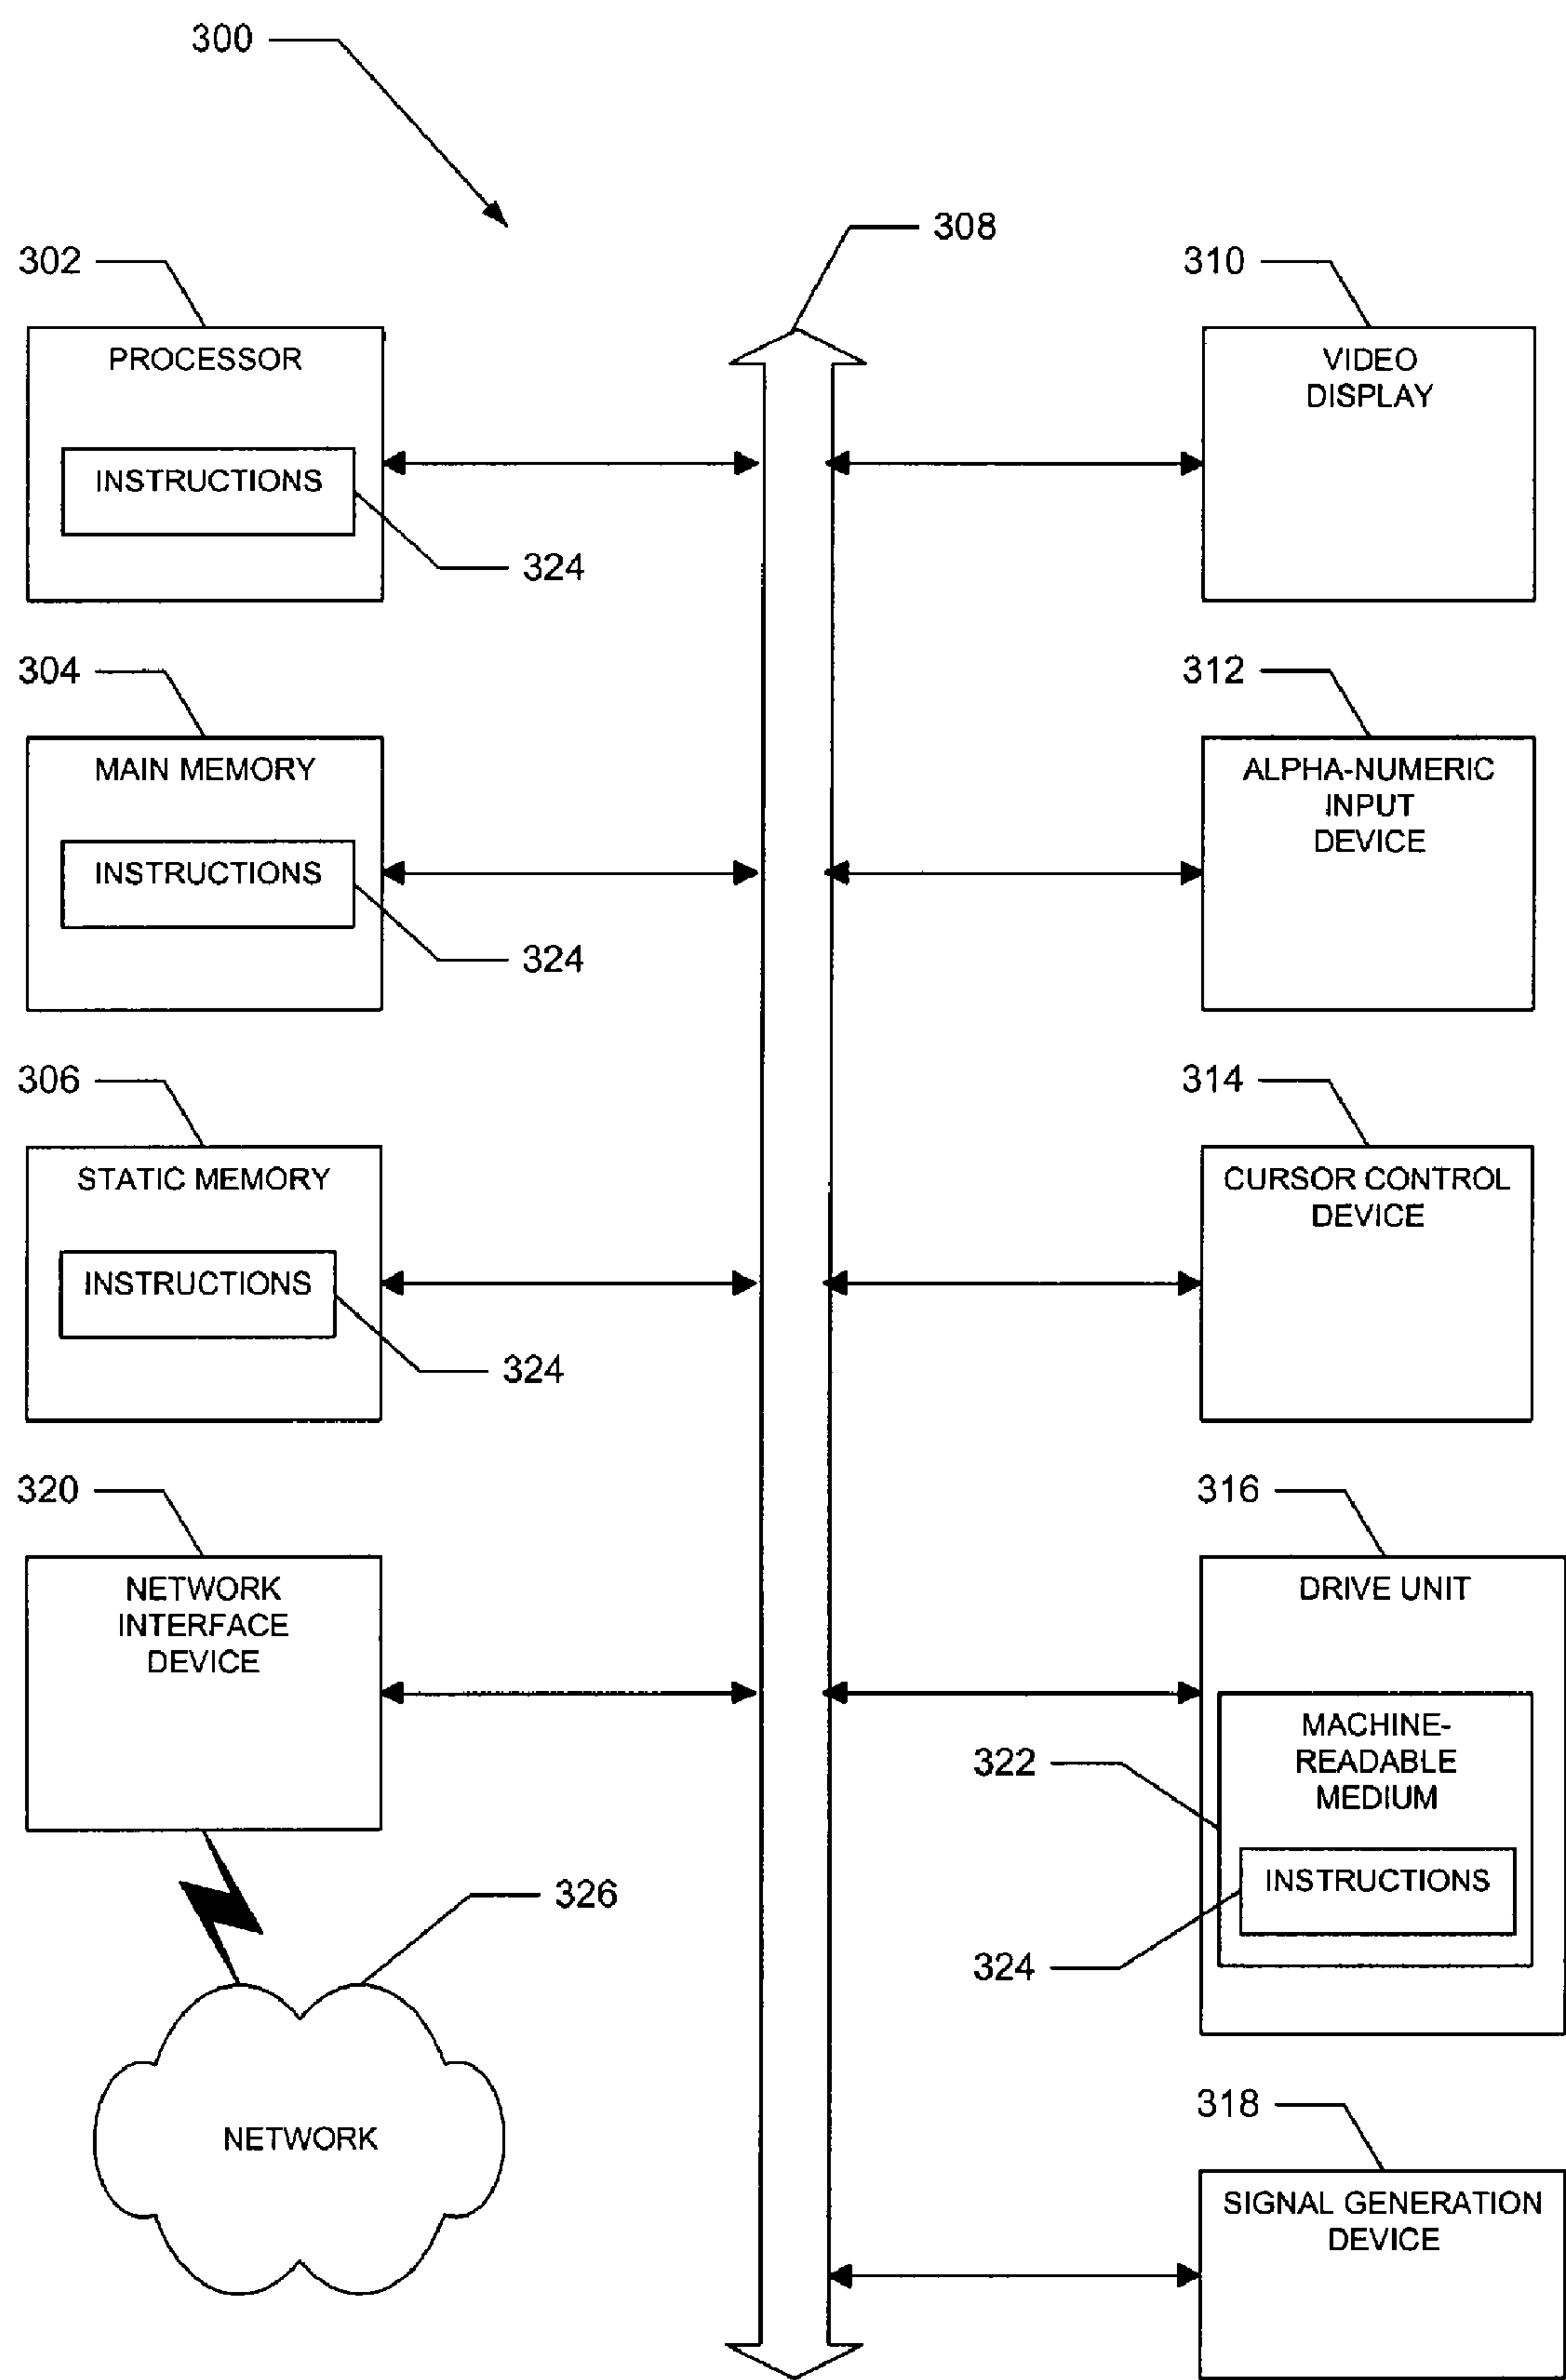 300
308
302
PROCESSOR
INSTRUCTIONS
324
310
VIDEO
DISPLAY
304
MAIN MEMORY
INSTRUCTIONS
324
312
ALPHA-NUMERIC
INPUT
DEVICE
306
STATIC MEMORY
INSTRUCTIONS
324
314
CURSOR CONTROL
DEVICE
320
NETWORK
INTERFACE
DEVICE
316
DRIVE UNIT
322
MACHINE-
READABLE
MEDIUM
INSTRUCTIONS
324
326
NETWORK
318
SIGNAL GENERATION
DEVICE